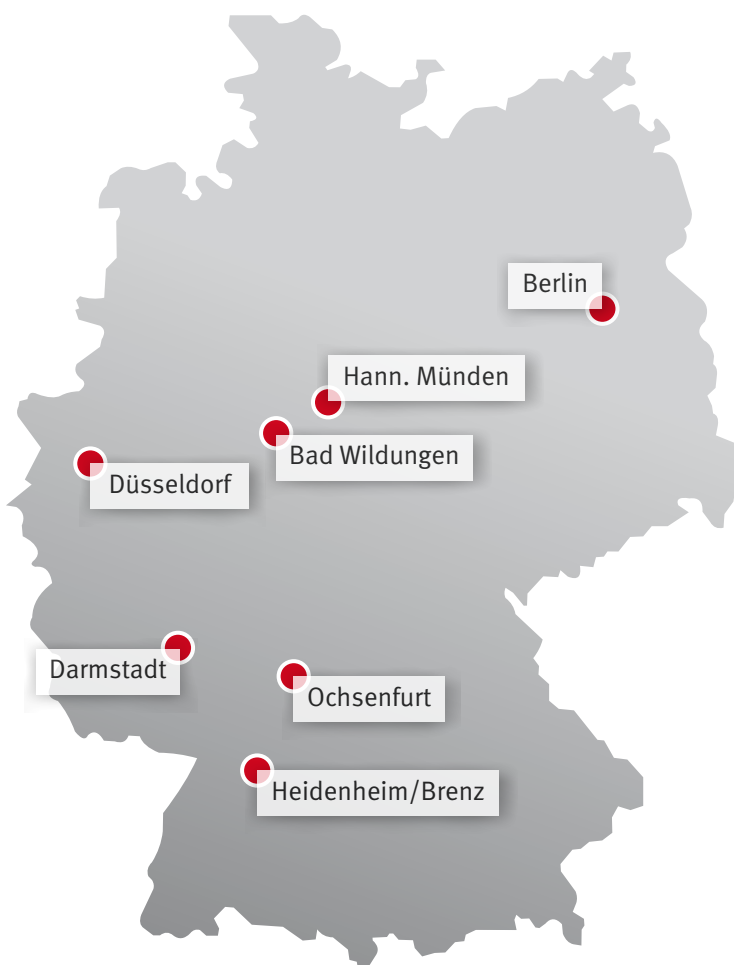 Berlin
Hann. Münden
Bad Wildungen
Düsseldorf
Darmstadt
Ochsenfurt
Heidenheim/Brenz